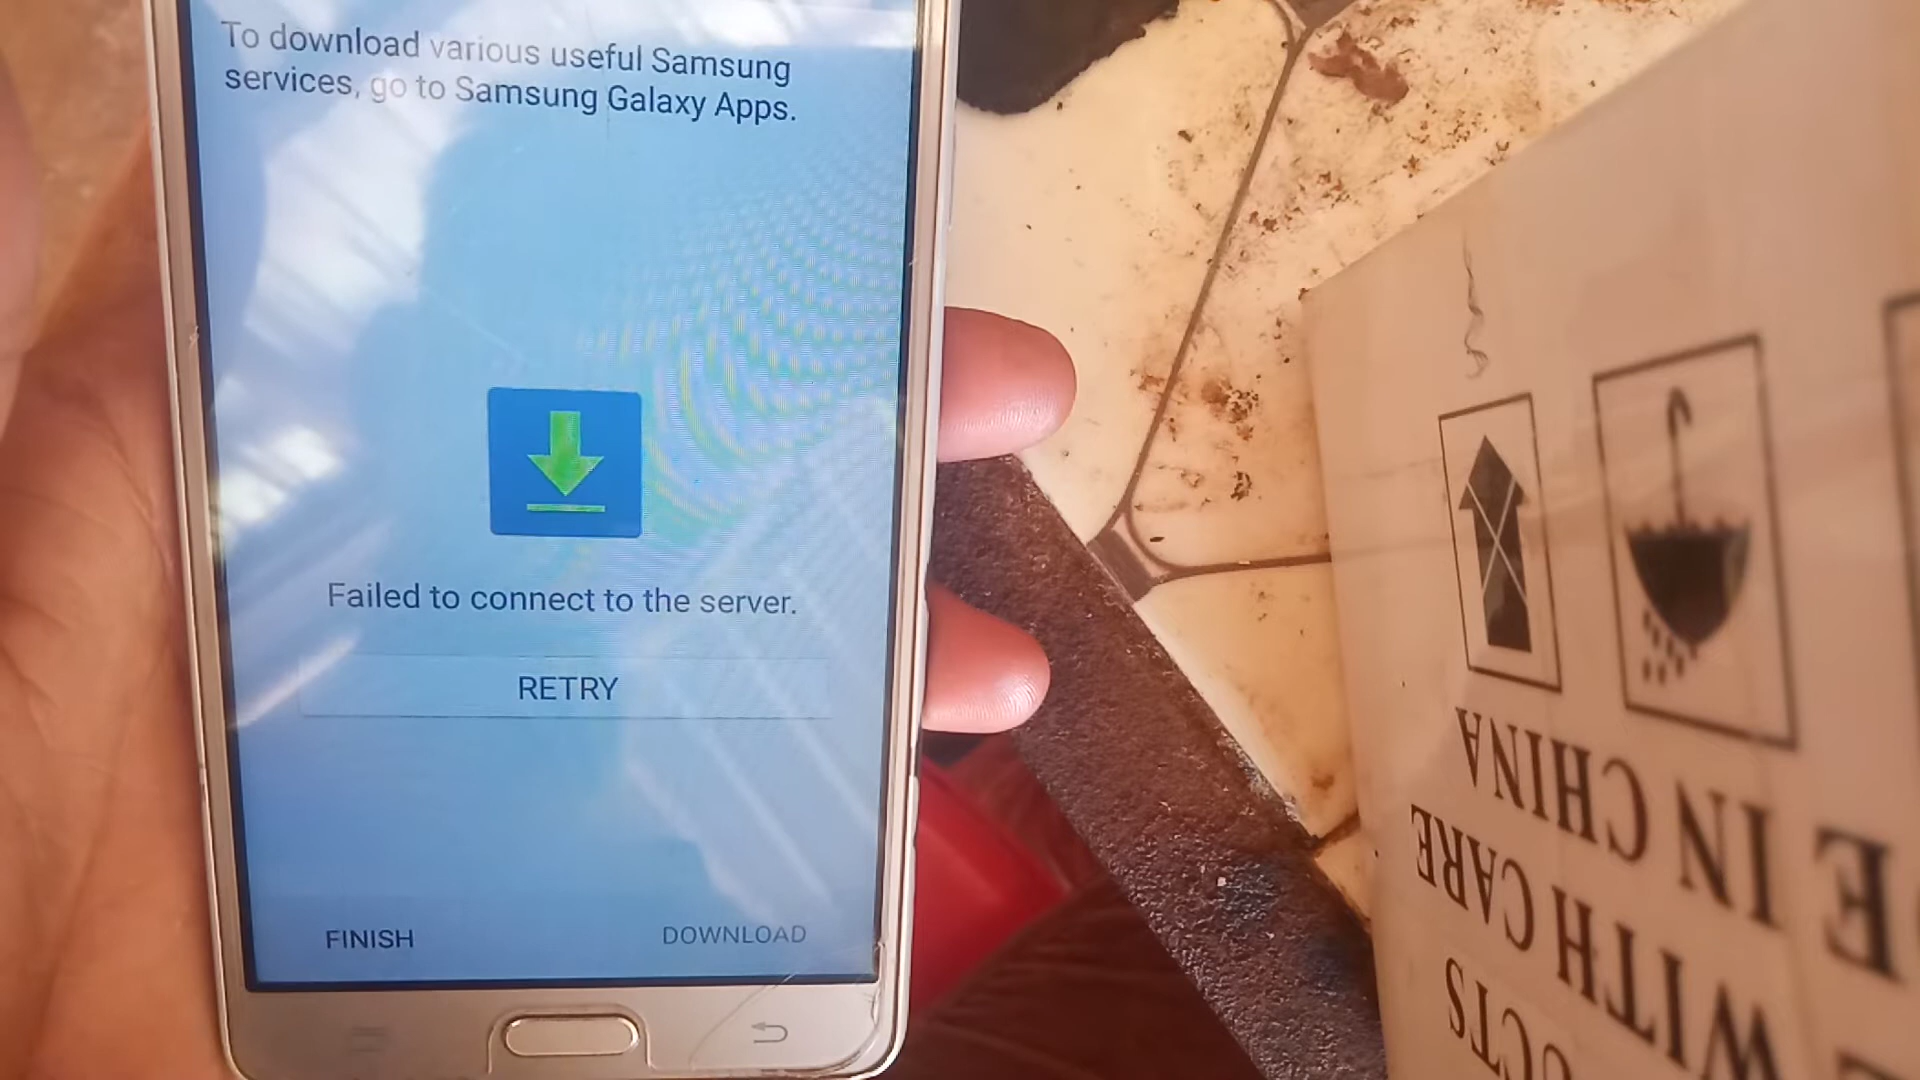 To download various useful Samsung
services, go to Samsung Galaxy Apps.
Failed to connect to the server.
RETRY
FINISH
DOWNLOAD
E IN CHINA
WITH CARE
UCTS